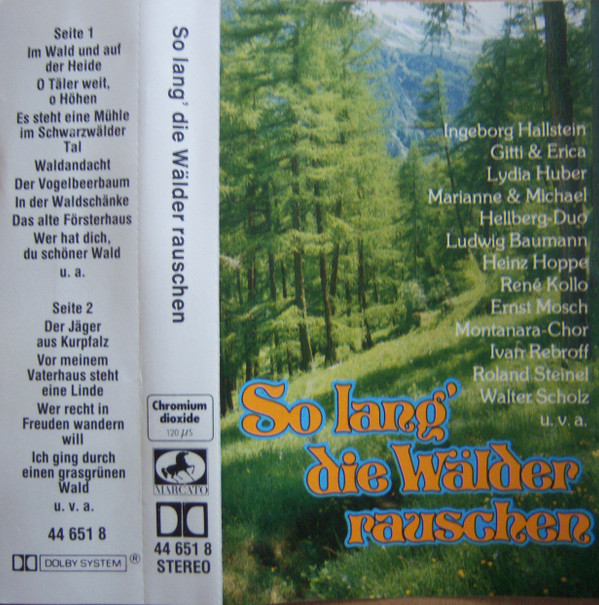 Seite 1
Im Wald und auf
der Heide
O Täler weit,
o Höhen
Es steht eine Mühle
im Schwarzwälder
Tal
Waldandacht
Der Vogelbeerbaum
In der Waldschänke
Das alte Försterhaus
Wer hat dich,
du schöner Wald
u. a.
Seite 2
Der Jäger
aus Kurpfalz
Vor meinem
Vaterhaus steht
eine Linde
Wer recht in
Freuden wandern
will
Ich ging durch
einen grasgrünen
Wald
u. v. a.
44 651 8
DOLBY SYSTEM ®
So lang' die Wälder rauschen
Chromium
dioxide
120 µS
MARCATO
44 651 8
STEREO
Ingeborg Hallstein
Gitti & Erica
Lydia Huber
Marianne & Michael
Hellberg-Duo
Ludwig Baumann
Heinz Hoppe
René Kollo
Ernst Mosch
Montanara-Chor
Ivan Rebroff
Roland Steinel
Walter Scholz
u. v. a.
So lang'
die Wälder
rauschen